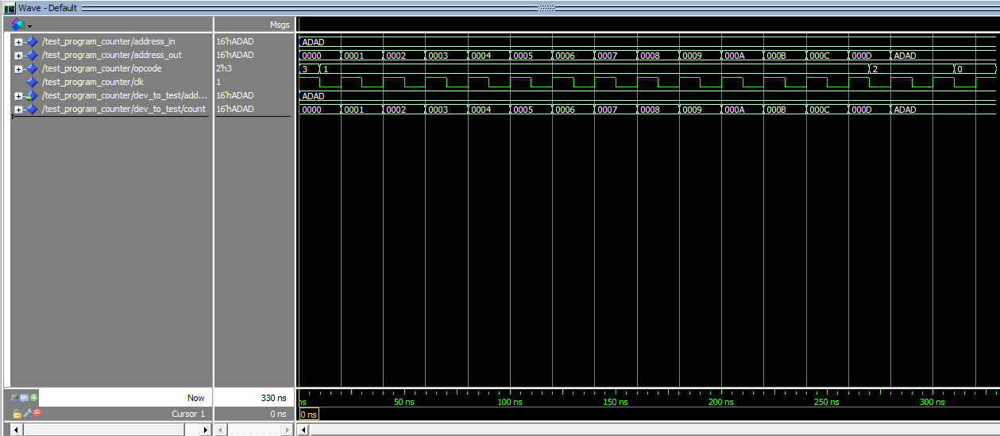 Wave - Default
Msgs
/test_program_counter/address_in 16'hADAD ADAD
/test_program_counter/address_out 16'hADAD 0000 0001 0002 0003 0004 0005 0006 0007 0008 0009 000A 000B 000C 000D ADAD
/test_program_counter/opcode 2'h3 3 1 2 0
/test_program_counter/clk 1
/test_program_counter/dev_to_test/add... 16'hADAD ADAD
/test_program_counter/dev_to_test/count 16'hADAD 0000 0001 0002 0003 0004 0005 0006 0007 0008 0009 000A 000B 000C 000D ADAD
Now 330 ns ns 50 ns 100 ns 150 ns 200 ns 250 ns 300 ns
Cursor 1 0 ns 0 ns